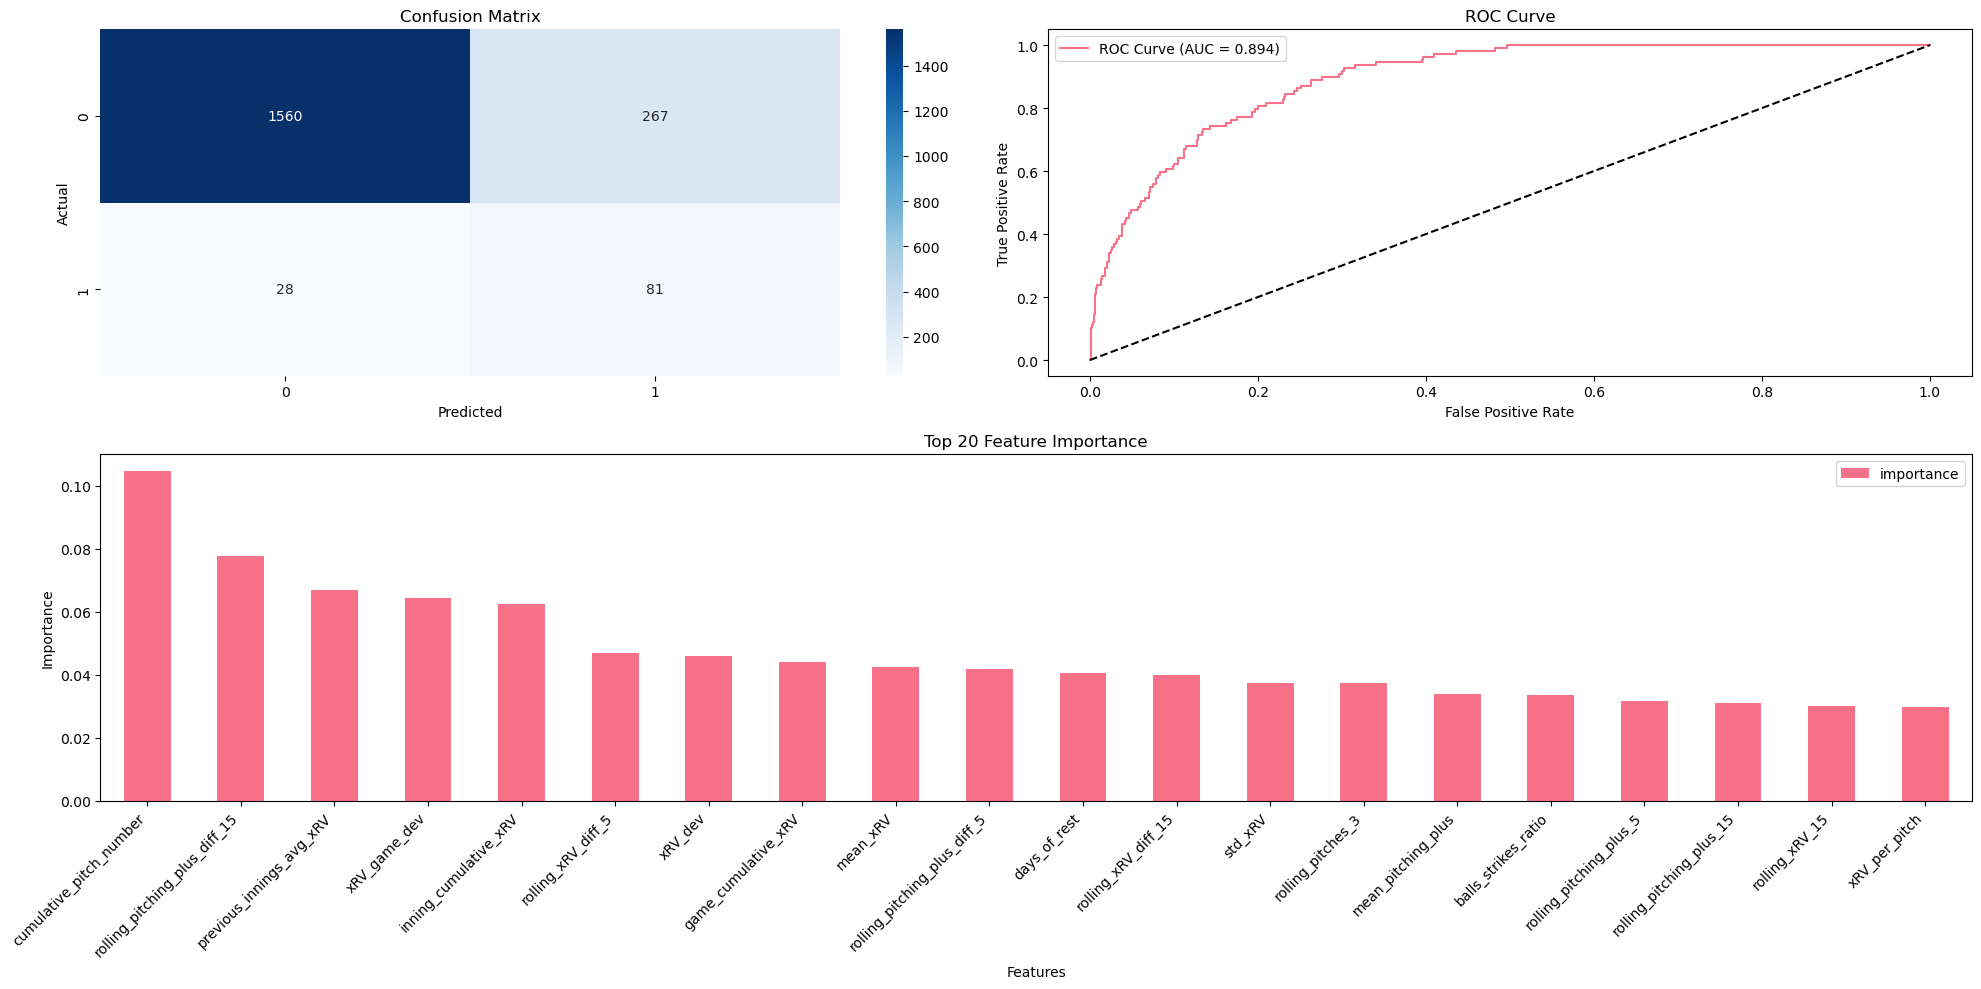 Confusion Matrix
1560
267
28
81
0
1
Actual
0
1
Predicted
1400
1200
1000
800
600
400
200
ROC Curve
ROC Curve (AUC = 0.894)
1.0
0.8
0.6
0.4
0.2
0.0
True Positive Rate
0.0
0.2
0.4
0.6
0.8
1.0
False Positive Rate
Top 20 Feature Importance
importance
0.10
0.08
0.06
0.04
0.02
0.00
Importance
cumulative_pitch_number
rolling_pitching_plus_diff_15
previous_innings_avg_xRV
xRV_game_dev
inning_cumulative_xRV
rolling_xRV_diff_5
xRV_dev
game_cumulative_xRV
mean_xRV
rolling_pitching_plus_diff_5
days_of_rest
rolling_xRV_diff_15
std_xRV
rolling_pitches_3
mean_pitching_plus
balls_strikes_ratio
rolling_pitching_plus_5
rolling_pitching_plus_15
rolling_xRV_15
xRV_per_pitch
Features